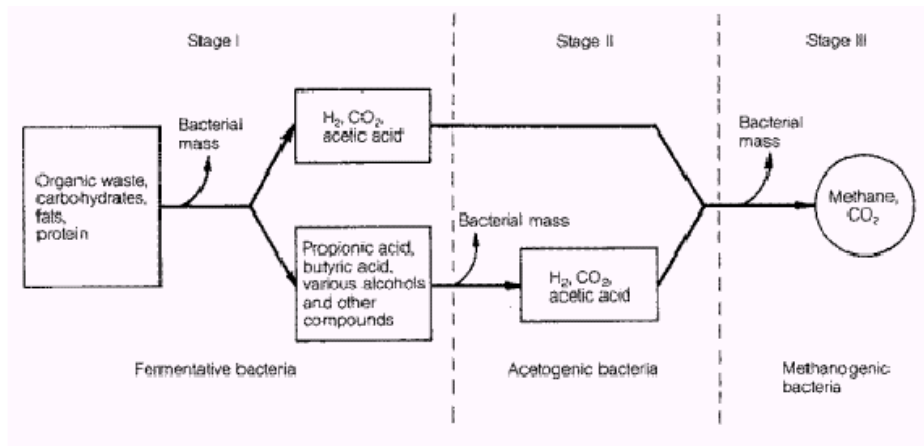 Stage I
Stage II
Stage III
Organic waste,
carbohydrates,
fats,
protein
Bacterial
mass
H₂, CO₂,
acetic acid
Propionic acid,
butyric acid,
various alcohols
and other
compounds
Bacterial mass
H₂, CO₂,
acetic acid
Bacterial
mass
Methane,
CO₂
Fermentative bacteria
Acetogenic bacteria
Methanogenic
bacteria